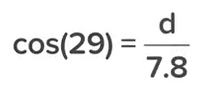 cos(29) = d/7.8